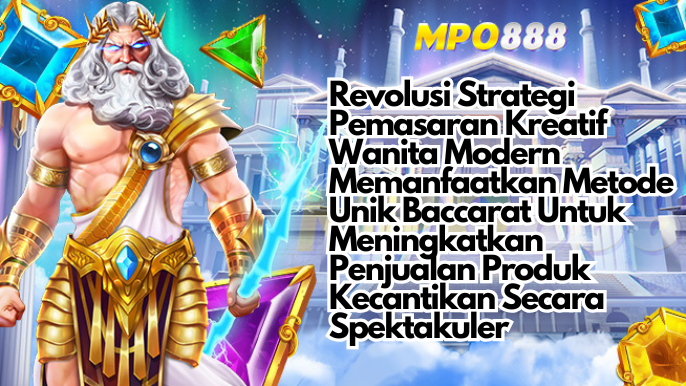 MPO888
Revolusi Strategi
Pemasaran Kreatif
Wanita Modern
Memanfaatkan Metode
Unik Baccarat Untuk
Meningkatkan
Penjualan Produk
Kecantikan Secara
Spektakuler